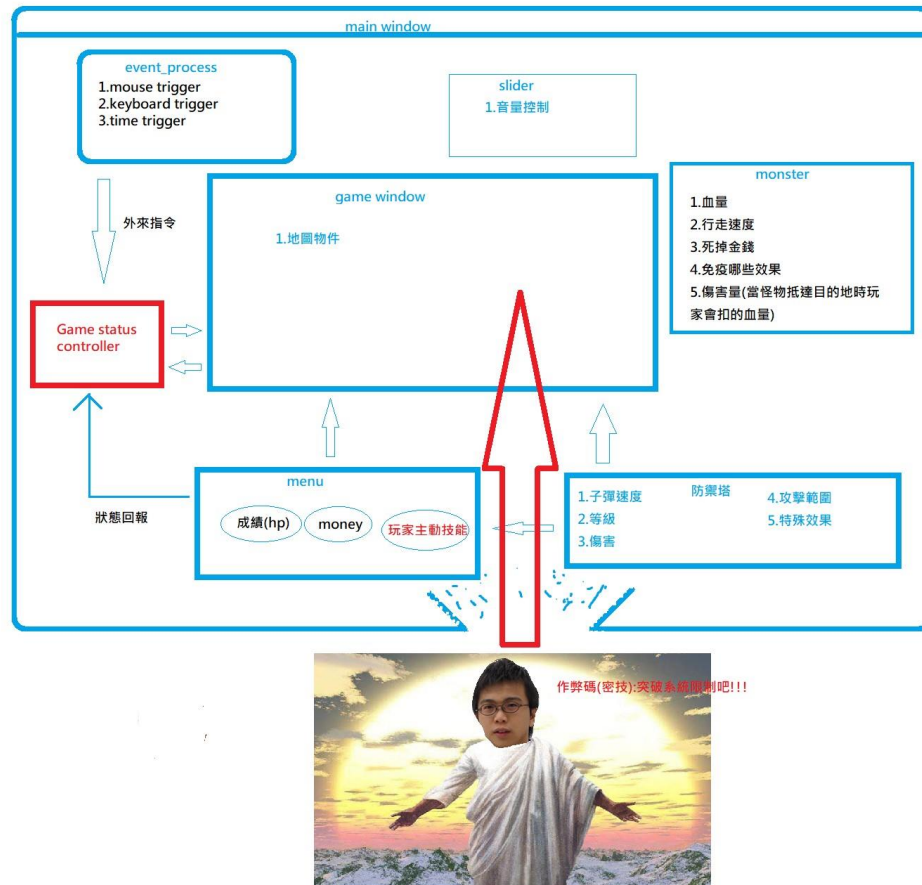 main window
event_process
1.mouse trigger
2.keyboard trigger
3.time trigger
slider
1.音量控制
外來指令
game window
1.地圖物件
monster
1.血量
2.行走速度
3.死掉金錢
4.免疫哪些效果
5.傷害量(當怪物抵達目的地時玩
家會扣的血量)
Game status
controller
狀態回報
menu
成績(hp)
money
玩家主動技能
防禦塔
1.子彈速度
2.等級
3.傷害
4.攻擊範圍
5.特殊效果
作弊碼(密技):突破系統限制吧!!!